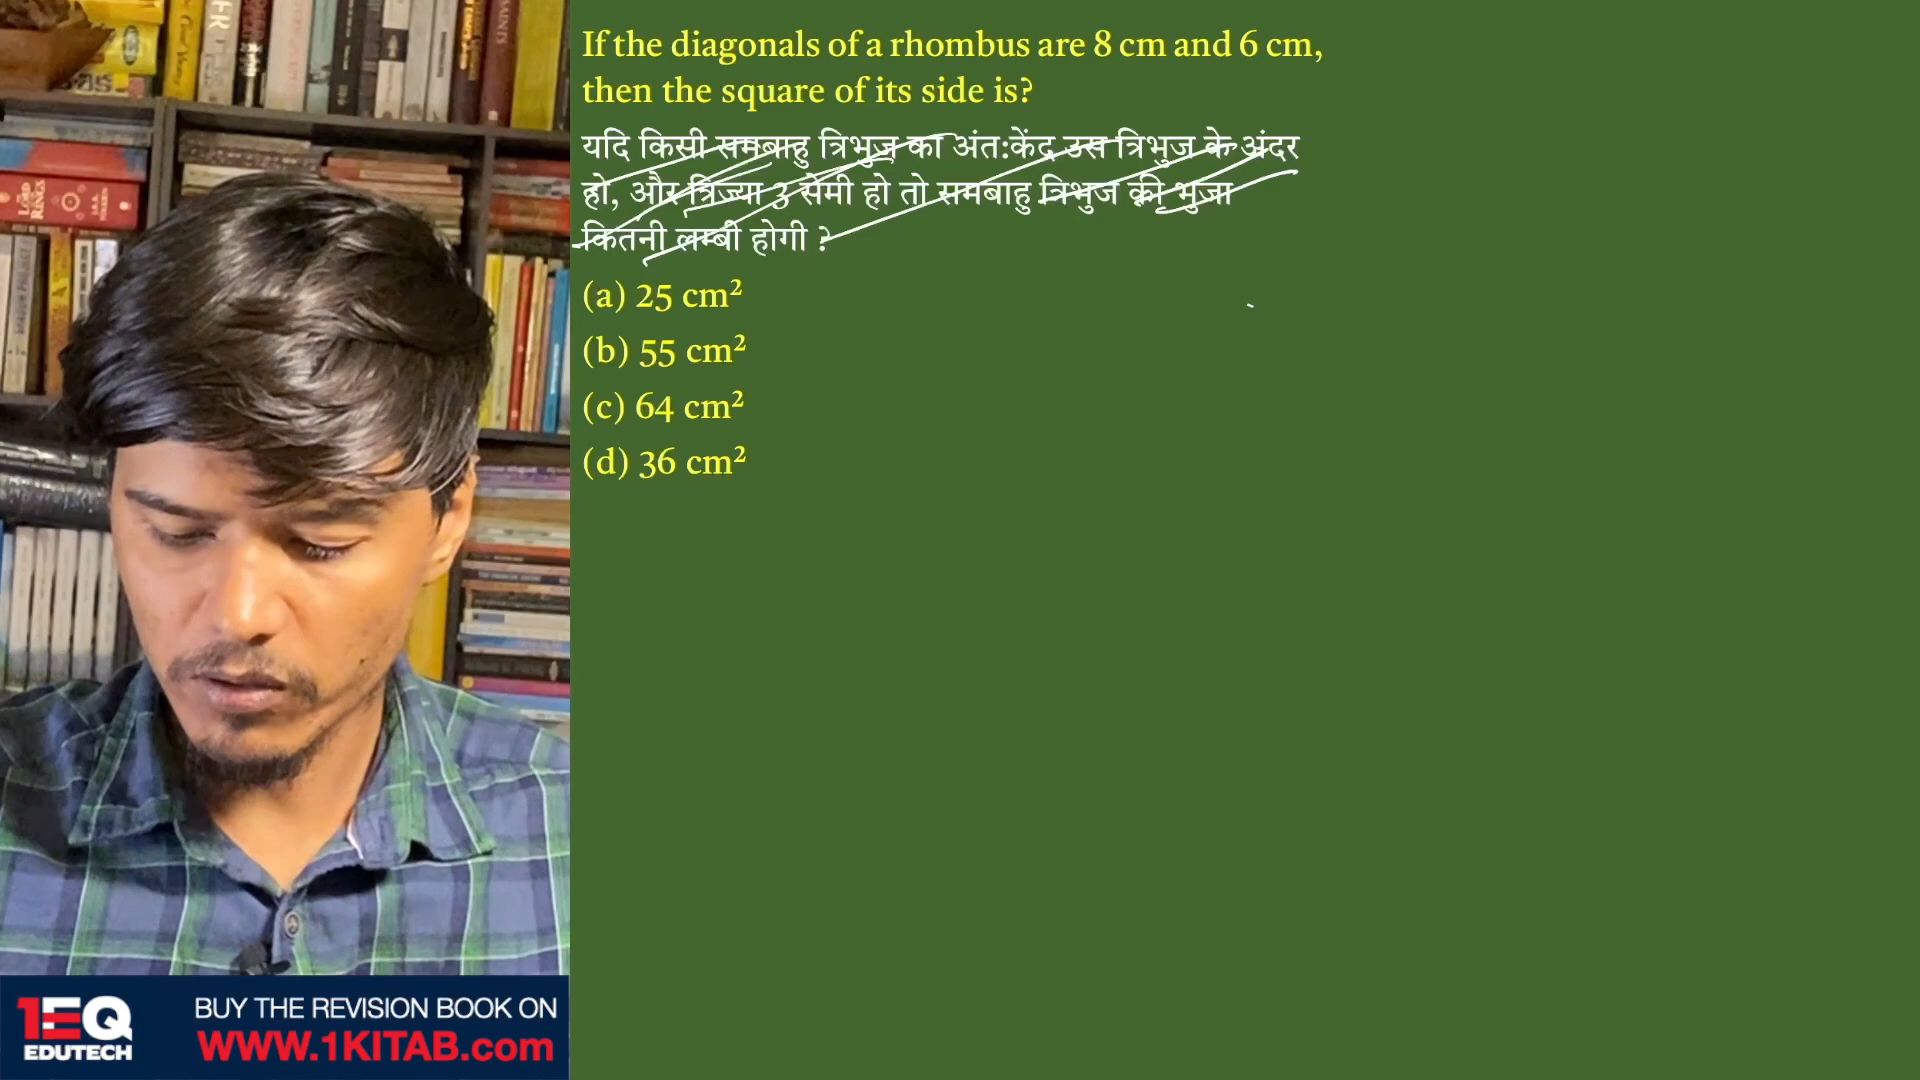 If the diagonals of a rhombus are 8 cm and 6 cm,
then the square of its side is?
यदि किसी समबाहु त्रिभुज का अंत:केंद उस त्रिभुज के अंदर
हो, और त्रिज्या 3 सेमी हो तो समबाहु त्रिभुज की भुजा
कितनी लम्बी होगी ?
(a) 25 cm²
(b) 55 cm²
(c) 64 cm²
(d) 36 cm²
1EQ
EDUTECH
BUY THE REVISION BOOK ON
WWW.1KITAB.com